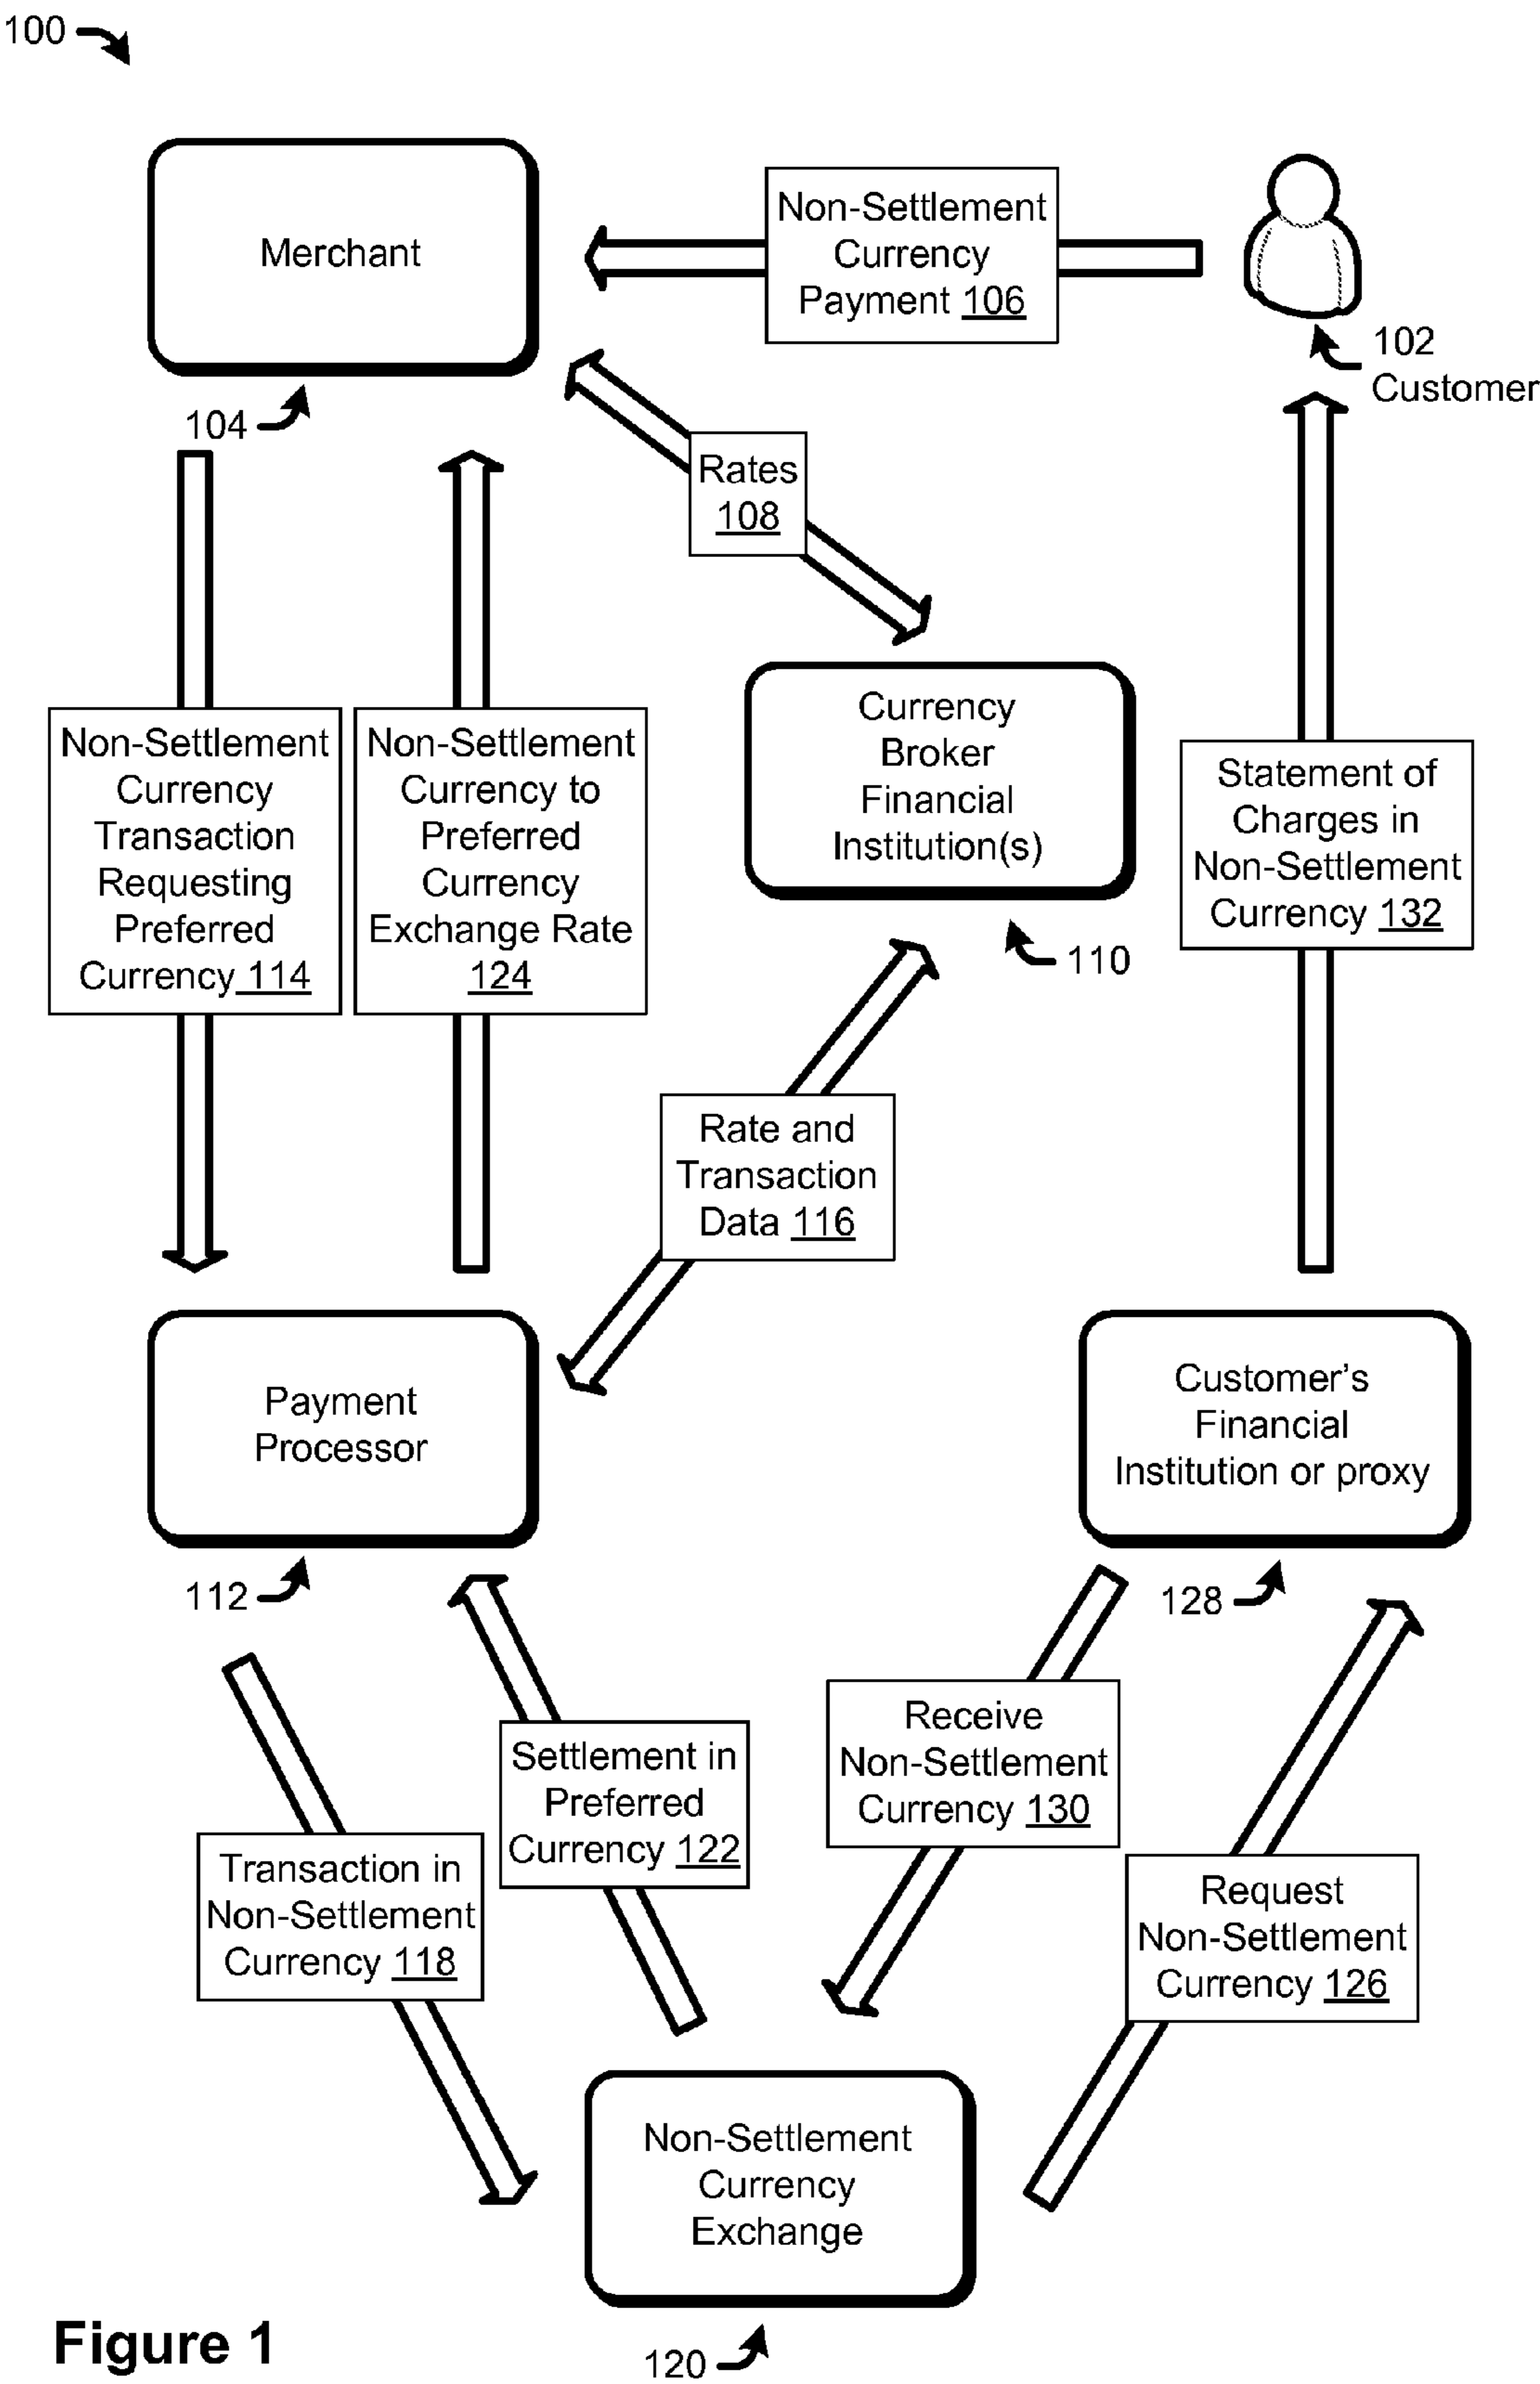 100
Merchant
Non-Settlement
Currency
Payment 106
102
Customer
104
Rates
108
Currency
Broker
Financial
Institution(s)
110
Non-Settlement
Currency
Transaction
Requesting
Preferred
Currency 114
Non-Settlement
Currency to
Preferred
Currency
Exchange Rate
124
Statement of
Charges in
Non-Settlement
Currency 132
Rate and
Transaction
Data 116
Payment
Processor
112
Customer’s
Financial
Institution or proxy
128
Settlement in
Preferred
Currency 122
Receive
Non-Settlement
Currency 130
Transaction in
Non-Settlement
Currency 118
Request
Non-Settlement
Currency 126
Non-Settlement
Currency
Exchange
120
Figure 1